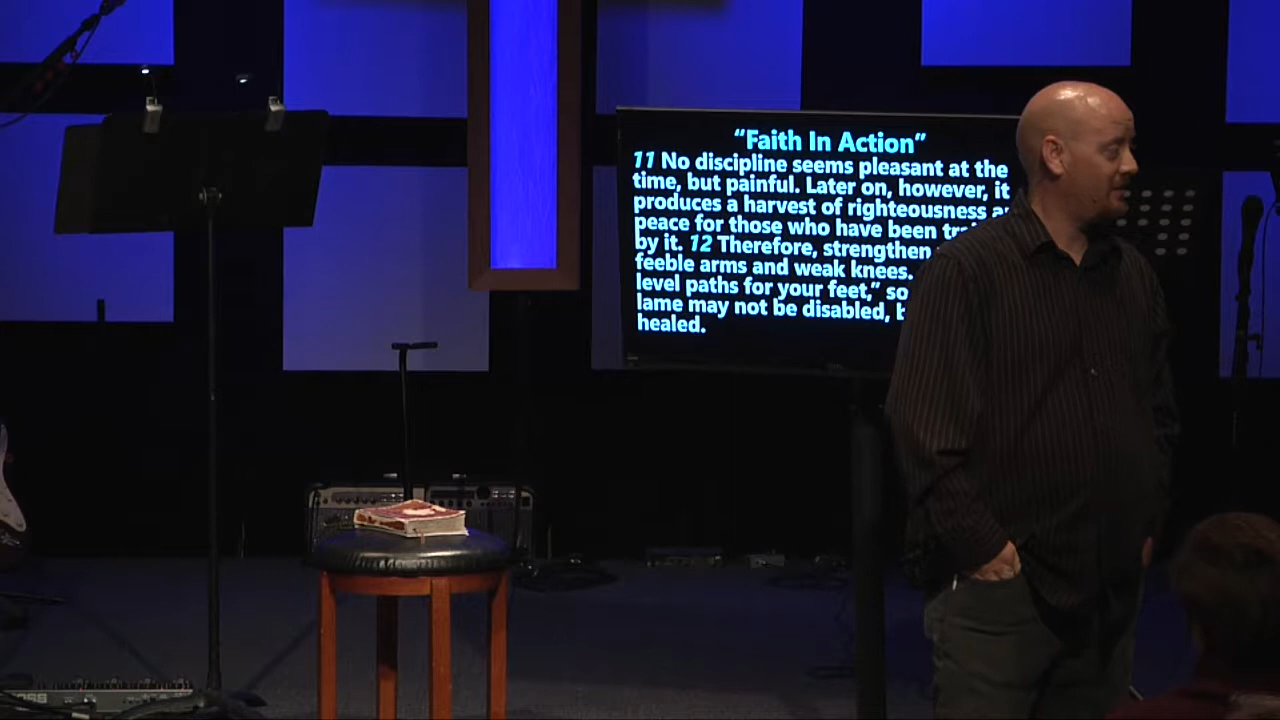 “Faith In Action”
11 No discipline seems pleasant at the
time, but painful. Later on, however, it
produces a harvest of righteousness
peace for those who have been
by it. 12 Therefore, strengthen
feeble arms and weak knees.
level paths for your feet,” so
lame may not be disabled,
healed.